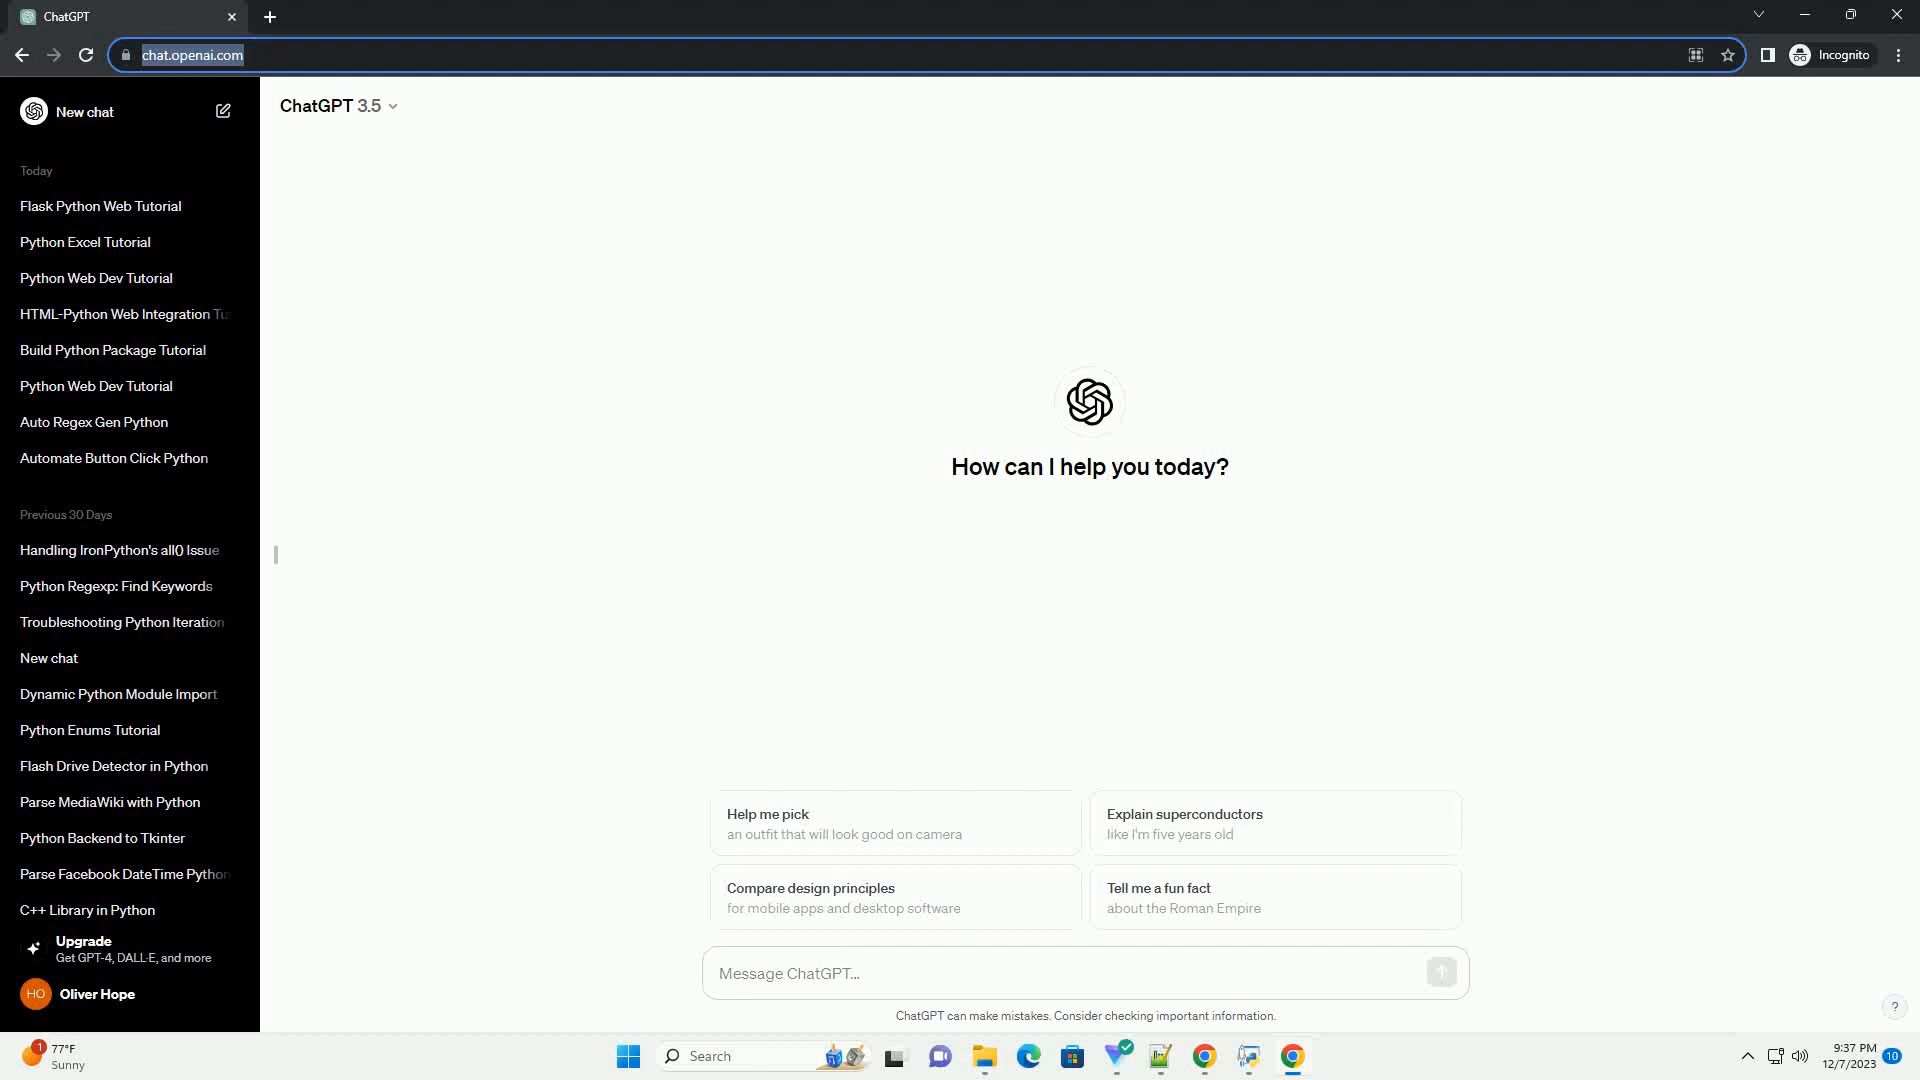 ChatGPT
chat.openai.com
Incognito
New chat
ChatGPT 3.5
Today
Flask Python Web Tutorial
Python Excel Tutorial
Python Web Dev Tutorial
HTML-Python Web Integration Tu
Build Python Package Tutorial
Python Web Dev Tutorial
Auto Regex Gen Python
Automate Button Click Python
Previous 30 Days
Handling IronPython's all() Issue
Python Regexp: Find Keywords
Troubleshooting Python Iteration
New chat
Dynamic Python Module Import
Python Enums Tutorial
Flash Drive Detector in Python
Parse MediaWiki with Python
Python Backend to Tkinter
Parse Facebook DateTime Python
C++ Library in Python
Upgrade
Get GPT-4, DALL·E, and more
HO
Oliver Hope
How can I help you today?
Help me pick
an outfit that will look good on camera
Explain superconductors
like I'm five years old
Compare design principles
for mobile apps and desktop software
Tell me a fun fact
about the Roman Empire
Message ChatGPT...
ChatGPT can make mistakes. Consider checking important information.
?
1
77°F
Sunny
Search
9:37 PM
12/7/2023
10